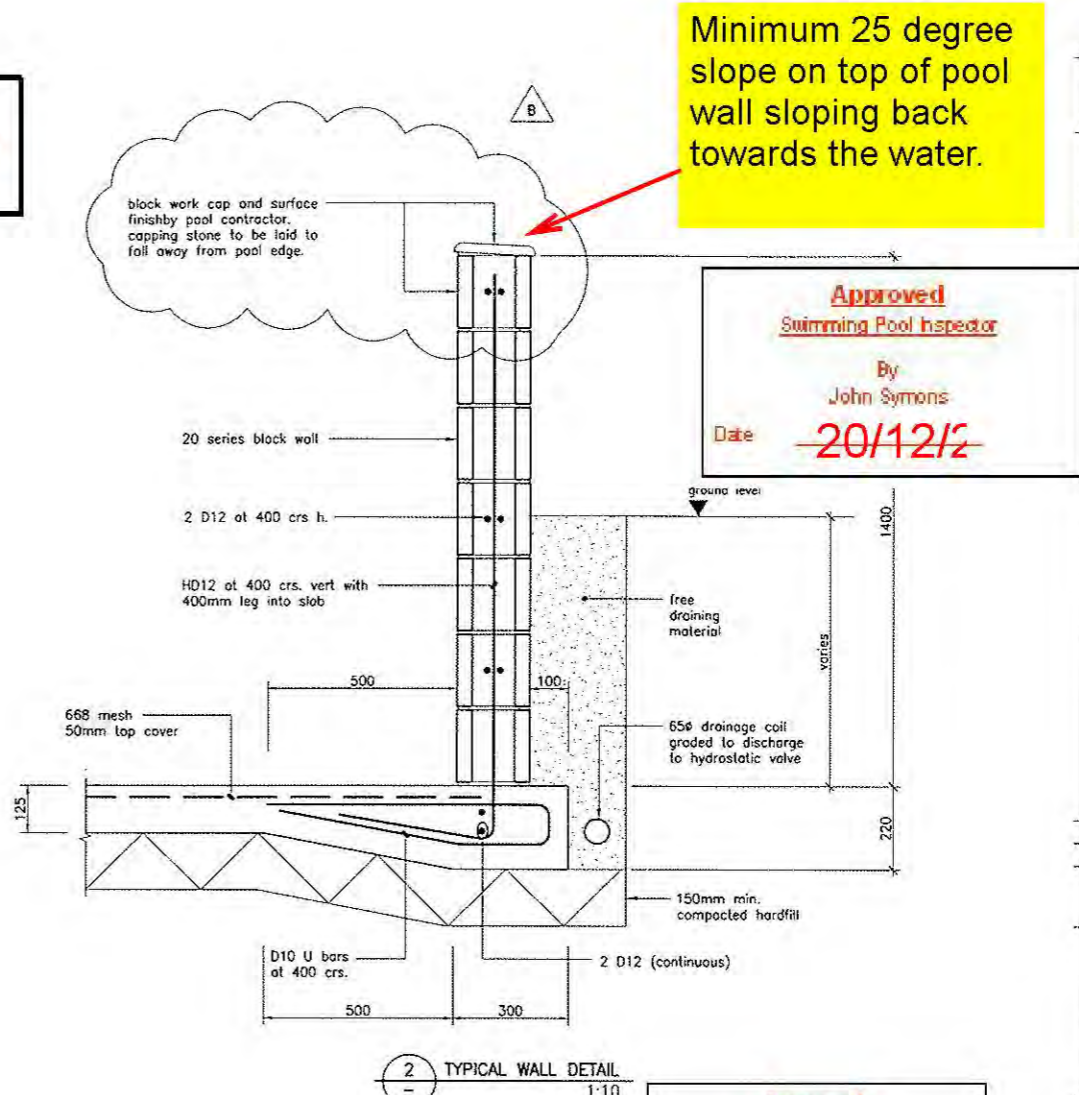 Minimum 25 degree
slope on top of pool
wall sloping back
towards the water.
B
block work cap and surface
finishby pool contractor.
capping stone to be laid to
fall away from pool edge.
Approved
Swimming Pool Inspector
By
John Symons
Date 20/12/2
20 series block wall
ground level
2 D12 at 400 crs h.
1400
HD12 at 400 crs. vert with
400mm leg into slab
free
draining
material
varies
500
100
668 mesh
50mm top cover
65ø drainage coil
graded to discharge
to hydrostatic valve
125
220
150mm min.
compacted hardfill
D10 U bars
at 400 crs.
2 D12 (continuous)
500
300
2 TYPICAL WALL DETAIL
- 1:10